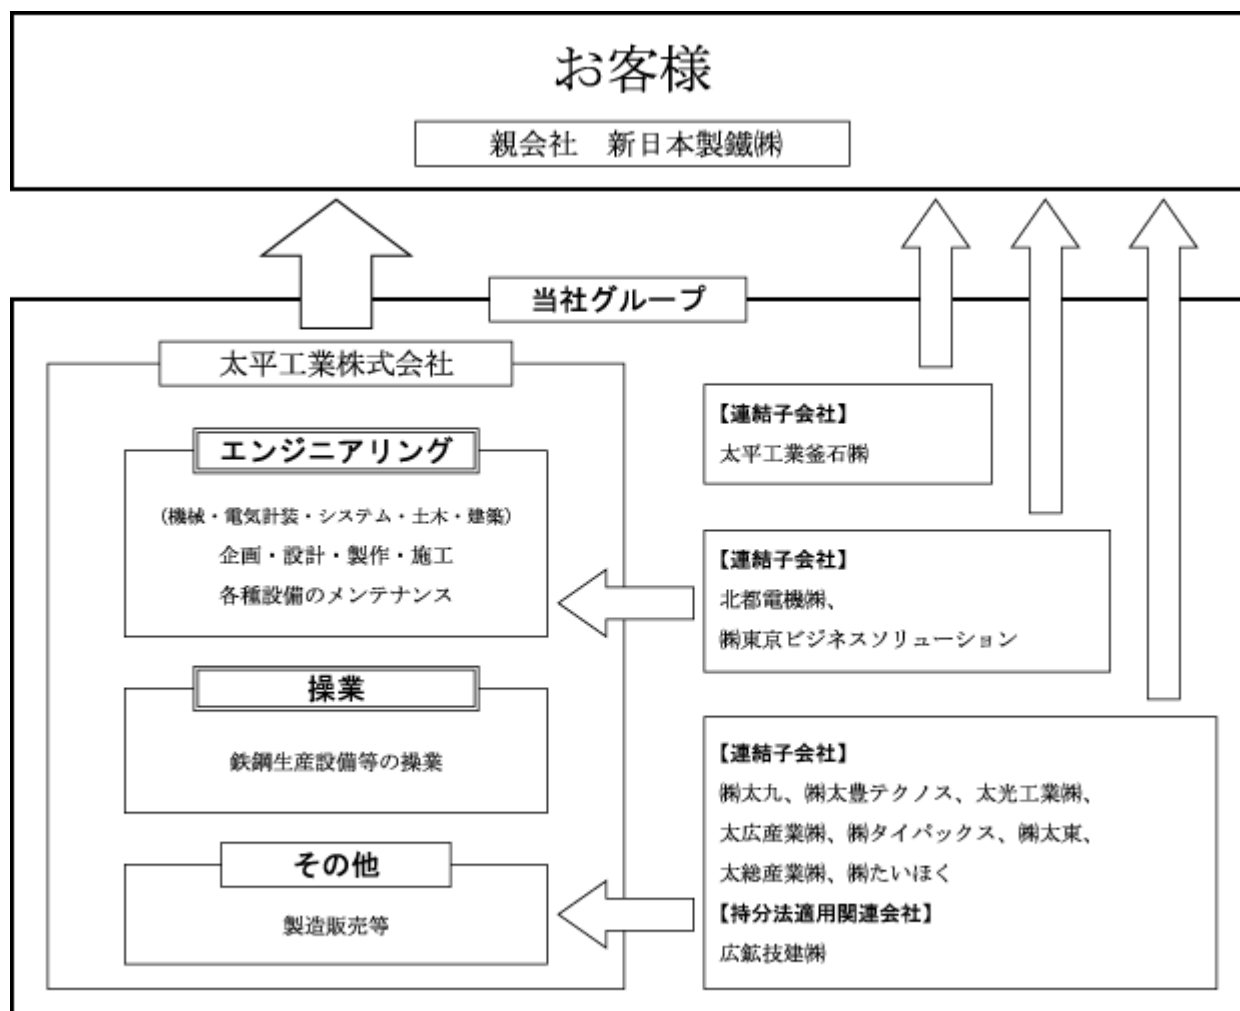 お客様
親会社　新日本製鐵㈱
当社グループ
太平工業株式会社
エンジニアリング
（機械・電気計装・システム・土木・建築）
企画・設計・製作・施工
各種設備のメンテナンス
操業
鉄鋼生産設備等の操業
その他
製造販売等
【連結子会社】
太平工業釜石㈱
【連結子会社】
北都電機㈱、
㈱東京ビジネスソリューション
【連結子会社】
㈱太九、㈱太豊テクノス、太光工業㈱、
太広産業㈱、㈱タイパックス、㈱太東、
太総産業㈱、㈱たいほく
【持分法適用関連会社】
広鉱技建㈱